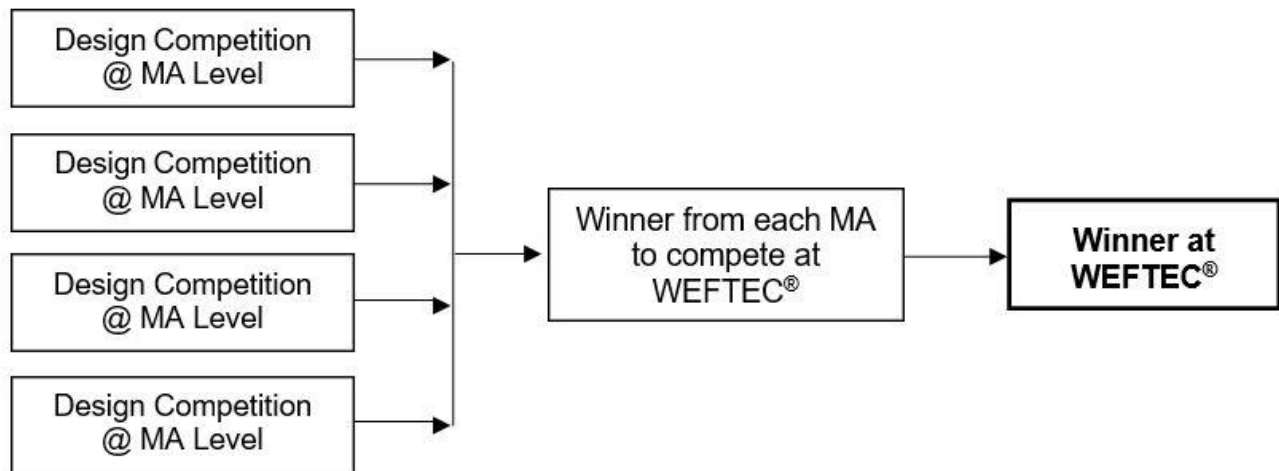 Design Competition
@ MA Level
Design Competition
@ MA Level
Design Competition
@ MA Level
Design Competition
@ MA Level
Winner from each MA
to compete at
WEFTEC®
Winner at
WEFTEC®